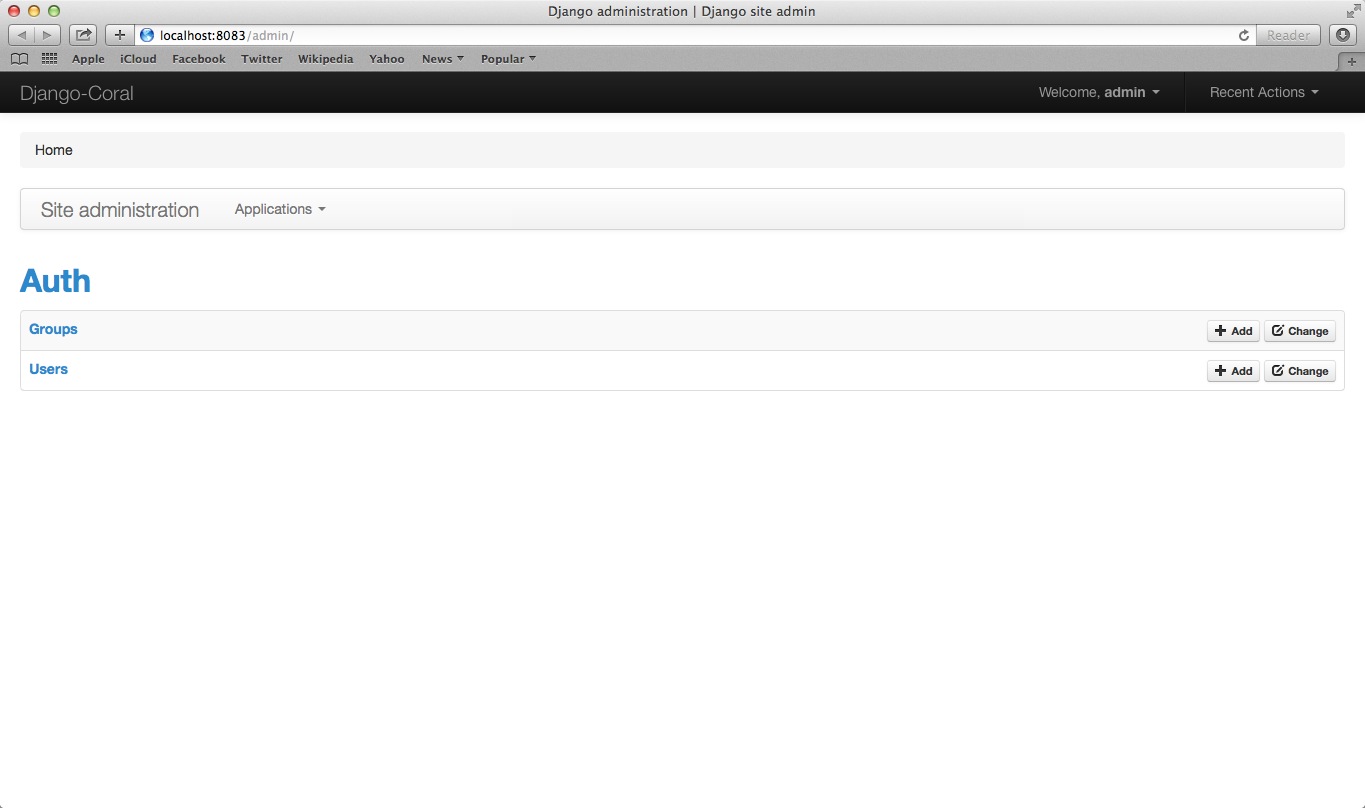 Django administration | Django site admin
localhost:8083/admin/ Reader
Apple iCloud Facebook Twitter Wikipedia Yahoo News Popular
Django-Coral Welcome, admin Recent Actions
Home
Site administration Applications
Auth
Groups Add Change
Users Add Change